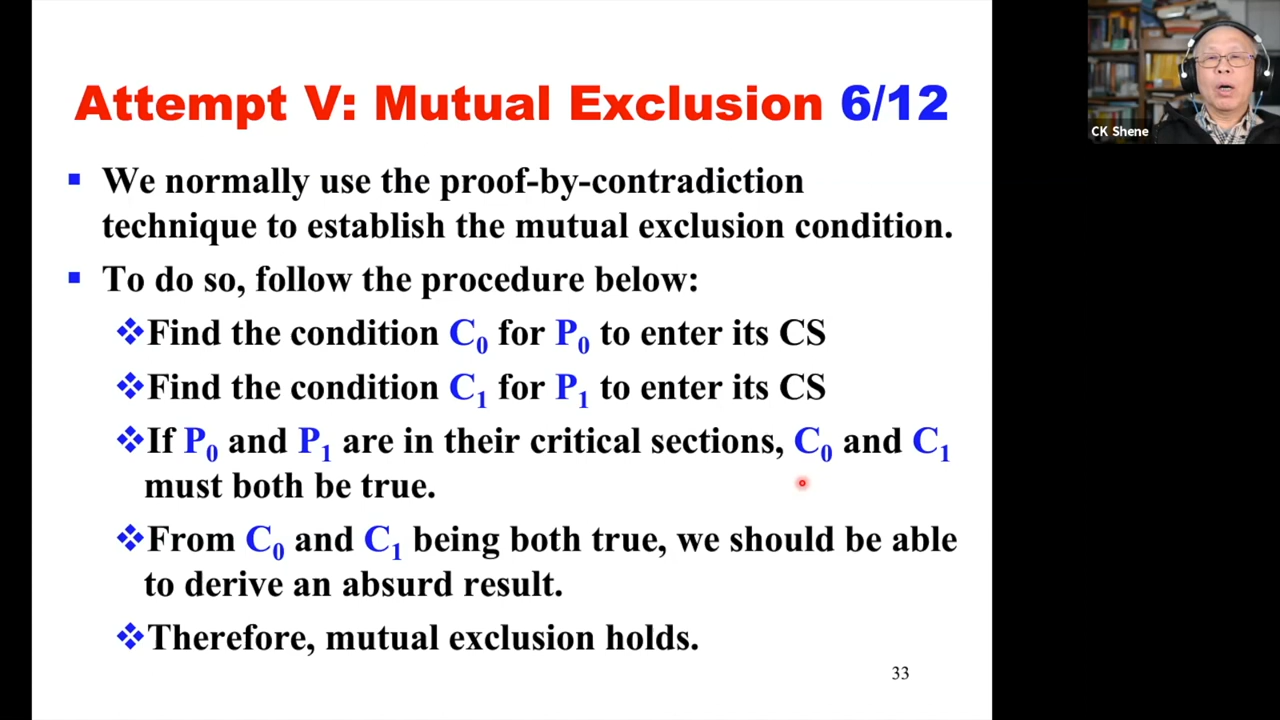 Attempt V: Mutual Exclusion 6/12
▪ We normally use the proof-by-contradiction
technique to establish the mutual exclusion condition.
▪ To do so, follow the procedure below:
❖Find the condition C₀ for P₀ to enter its CS
❖Find the condition C₁ for P₁ to enter its CS
❖If P₀ and P₁ are in their critical sections, C₀ and C₁
must both be true.
❖From C₀ and C₁ being both true, we should be able
to derive an absurd result.
❖Therefore, mutual exclusion holds.
33
CK Shene